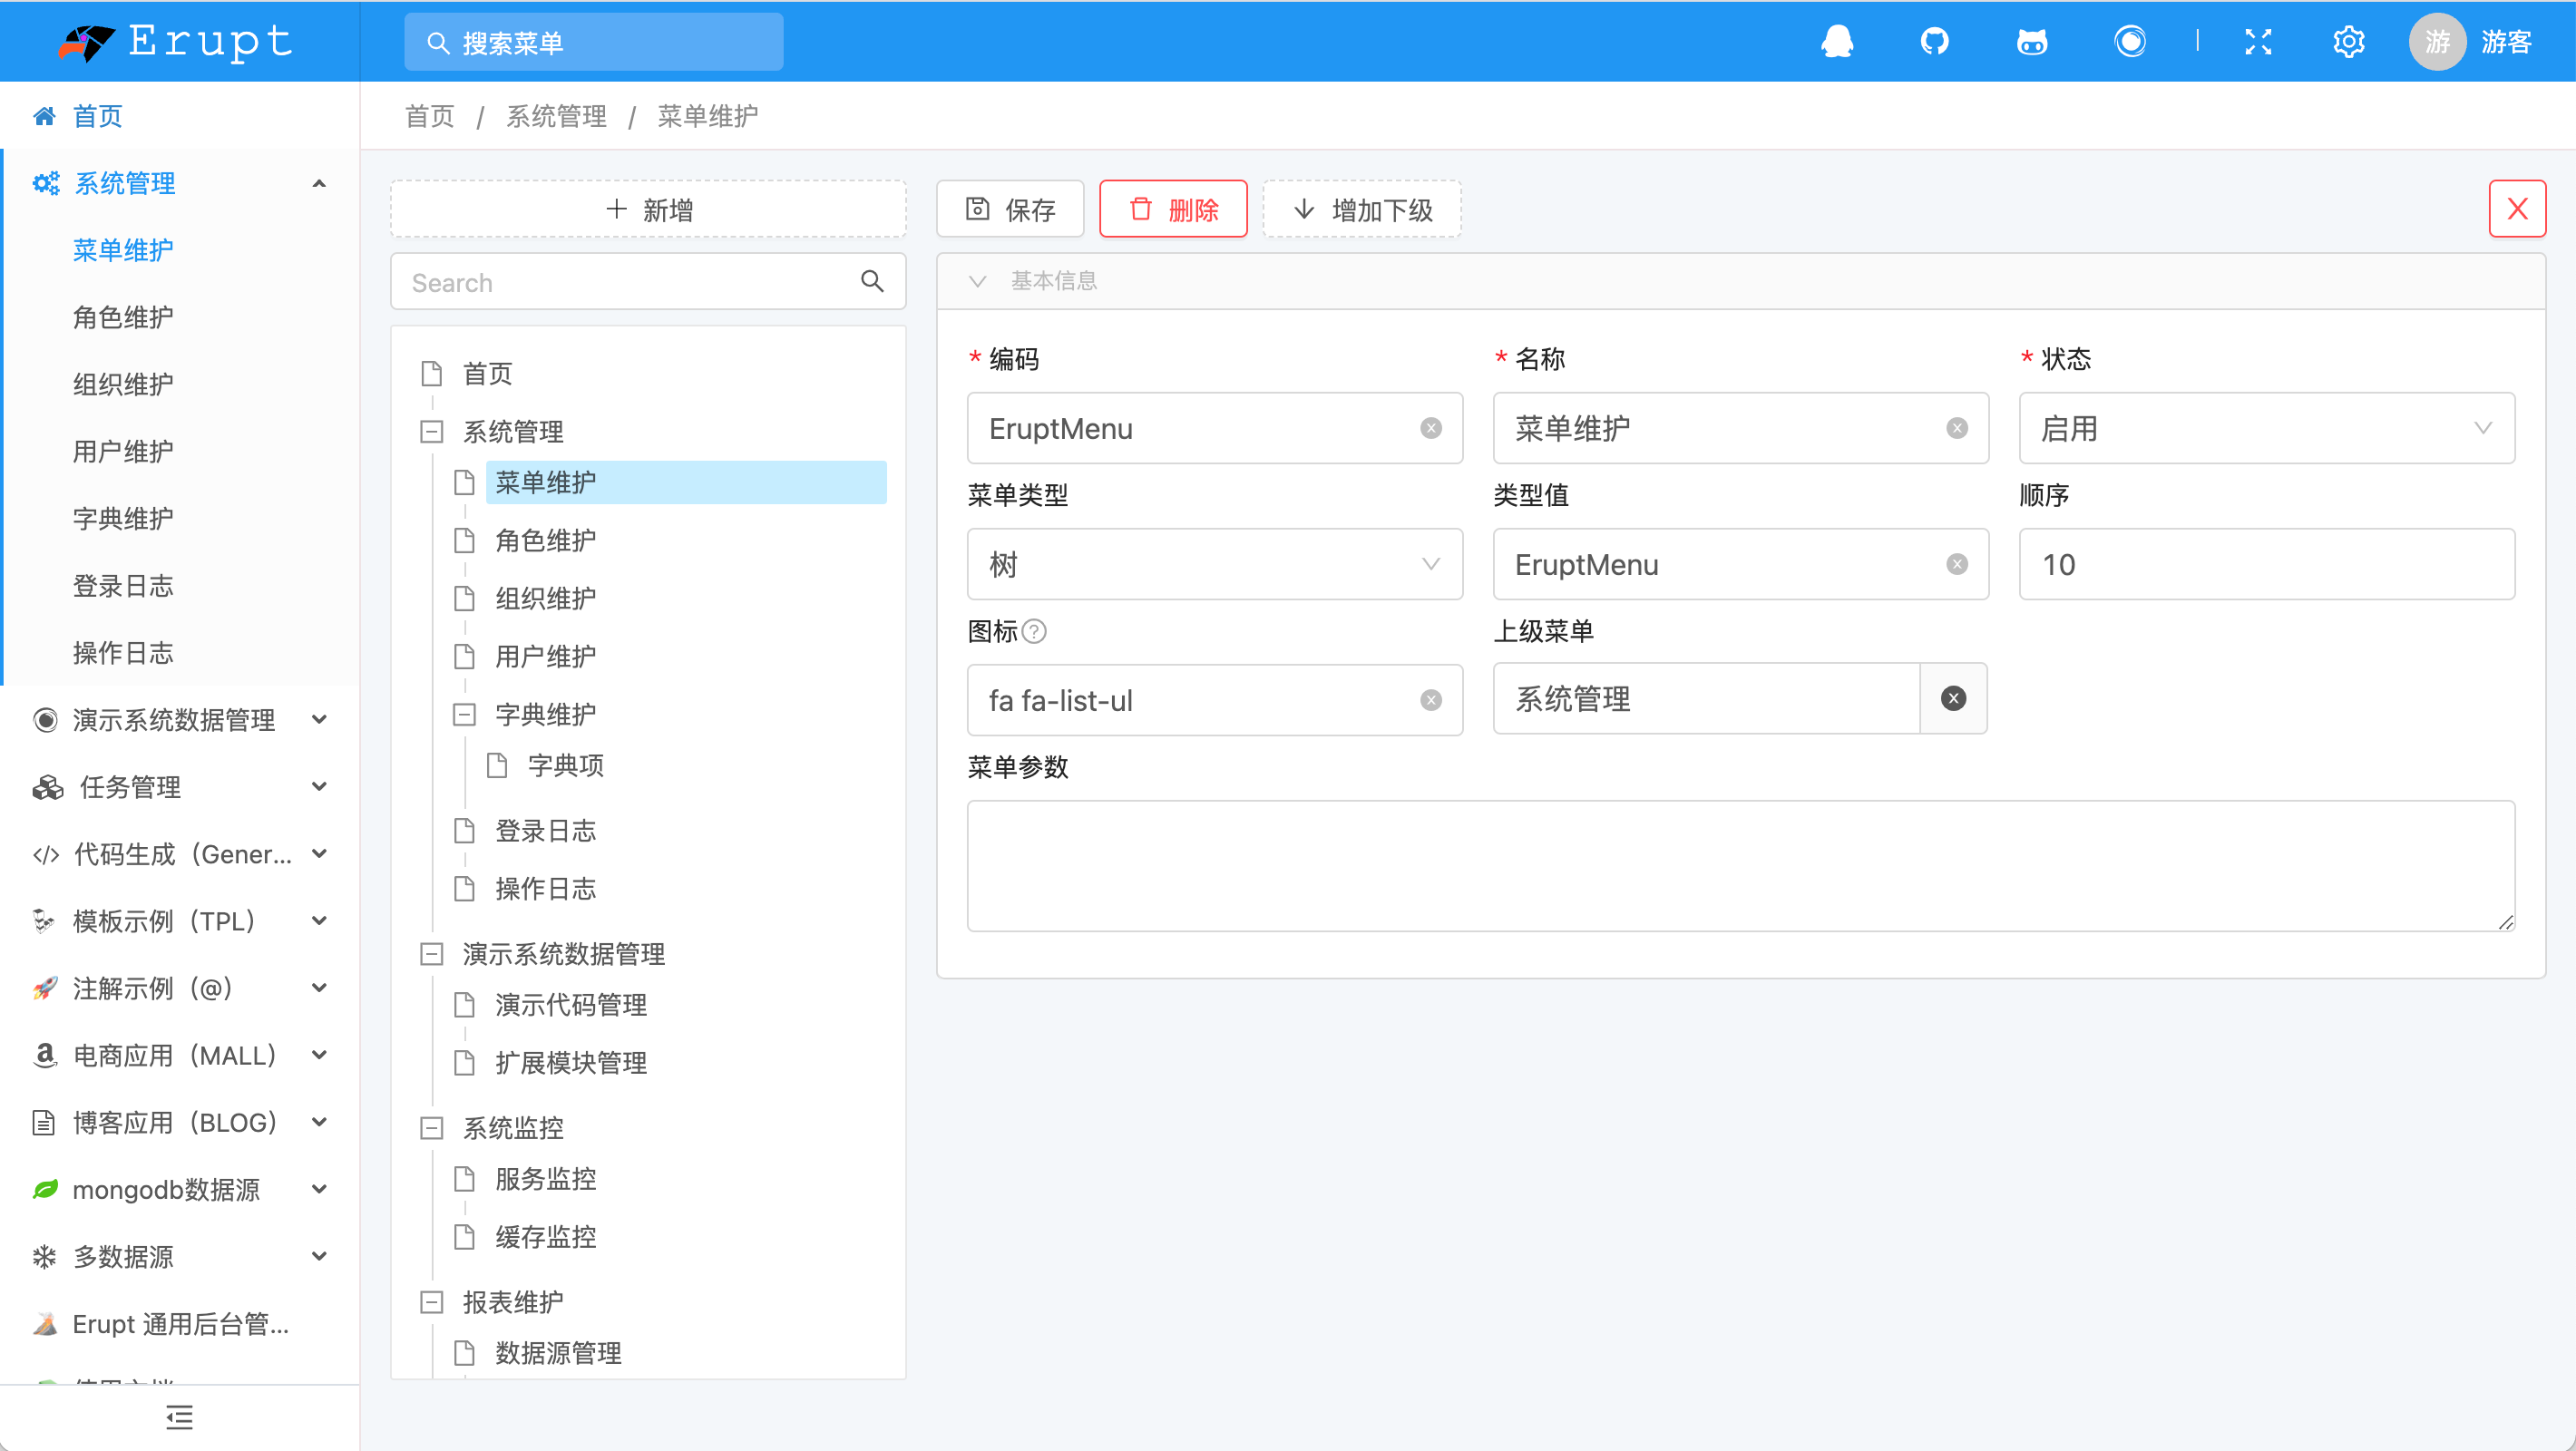 Erupt
搜索菜单
游
游客
首页
系统管理
菜单维护
角色维护
组织维护
用户维护
字典维护
登录日志
操作日志
演示系统数据管理
任务管理
代码生成（Gener...
模板示例（TPL）
注解示例（@）
电商应用（MALL）
博客应用（BLOG）
mongodb数据源
多数据源
Erupt 通用后台管...
首页 / 系统管理 / 菜单维护
新增
Search
首页
系统管理
菜单维护
角色维护
组织维护
用户维护
字典维护
字典项
登录日志
操作日志
演示系统数据管理
演示代码管理
扩展模块管理
系统监控
服务监控
缓存监控
报表维护
数据源管理
保存
删除
增加下级
基本信息
* 编码
EruptMenu
* 名称
菜单维护
* 状态
启用
菜单类型
树
类型值
EruptMenu
顺序
10
图标
fa fa-list-ul
上级菜单
系统管理
菜单参数